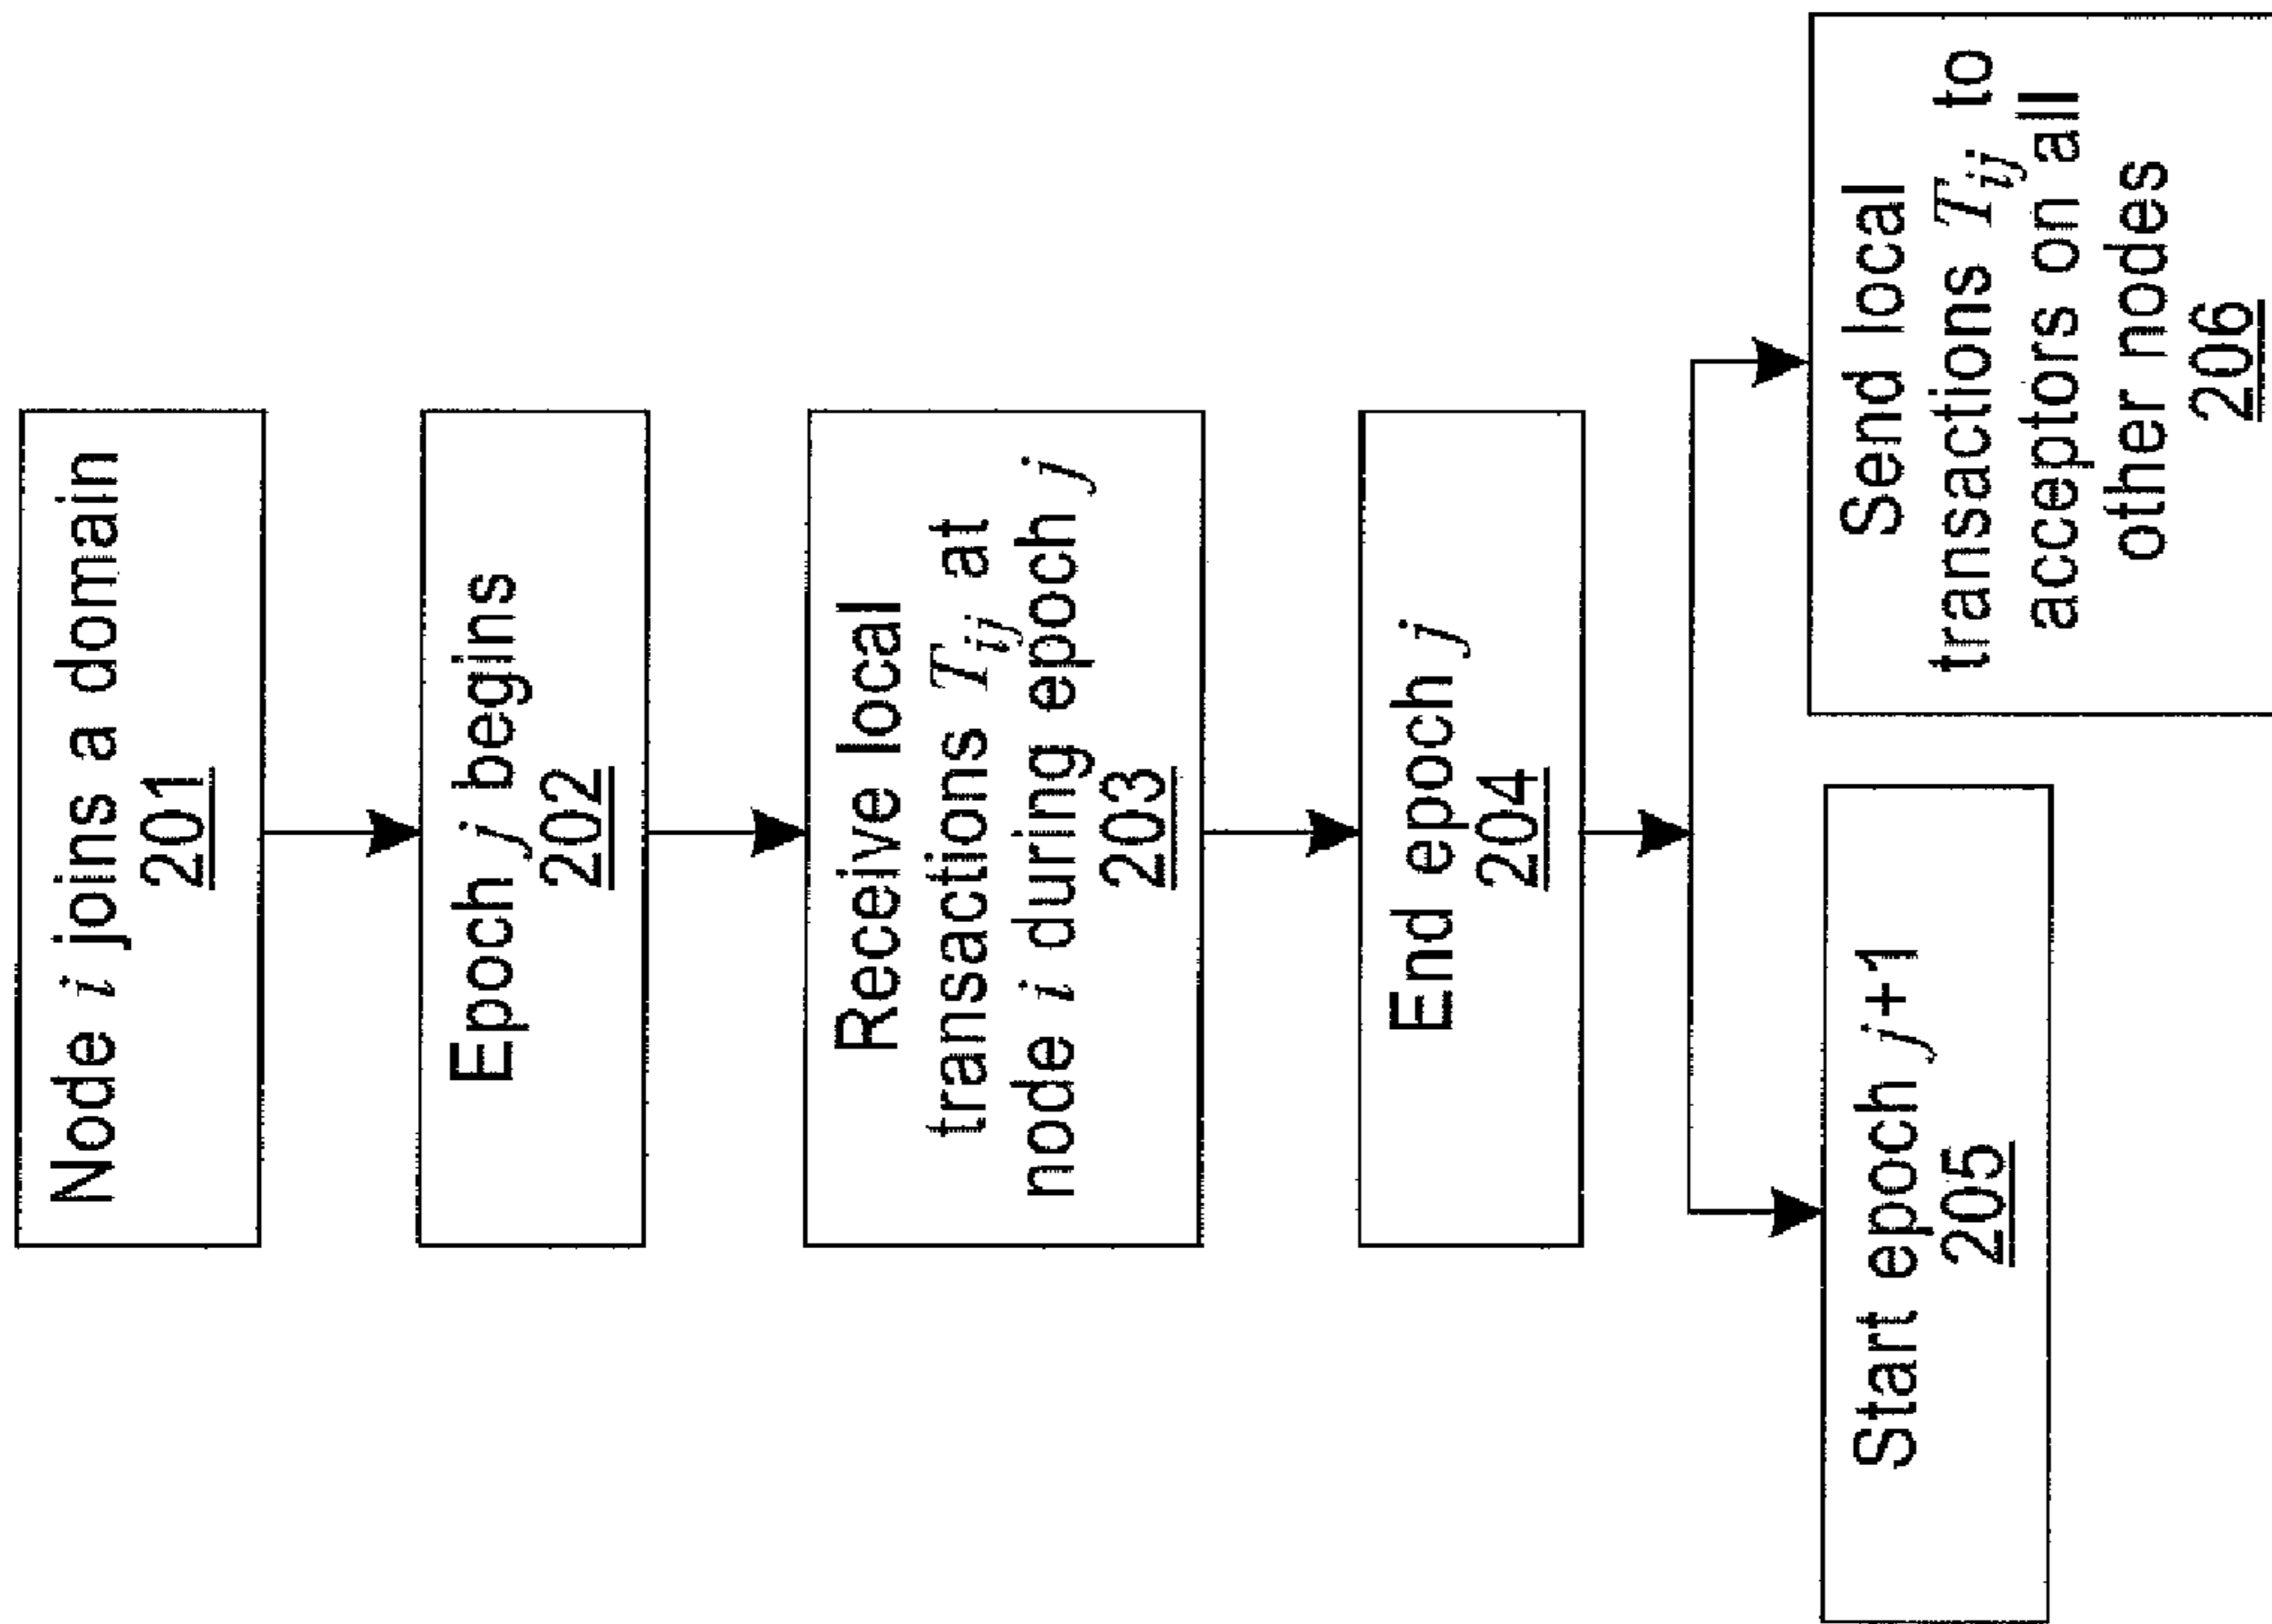 Node i joins a domain
201
Epoch j begins
202
Receive local
transactions Tij at
node i during epoch j
203
End epoch j
204
Start epoch j+1
205
Send local
transactions Tij to
acceptors on all
other nodes
206